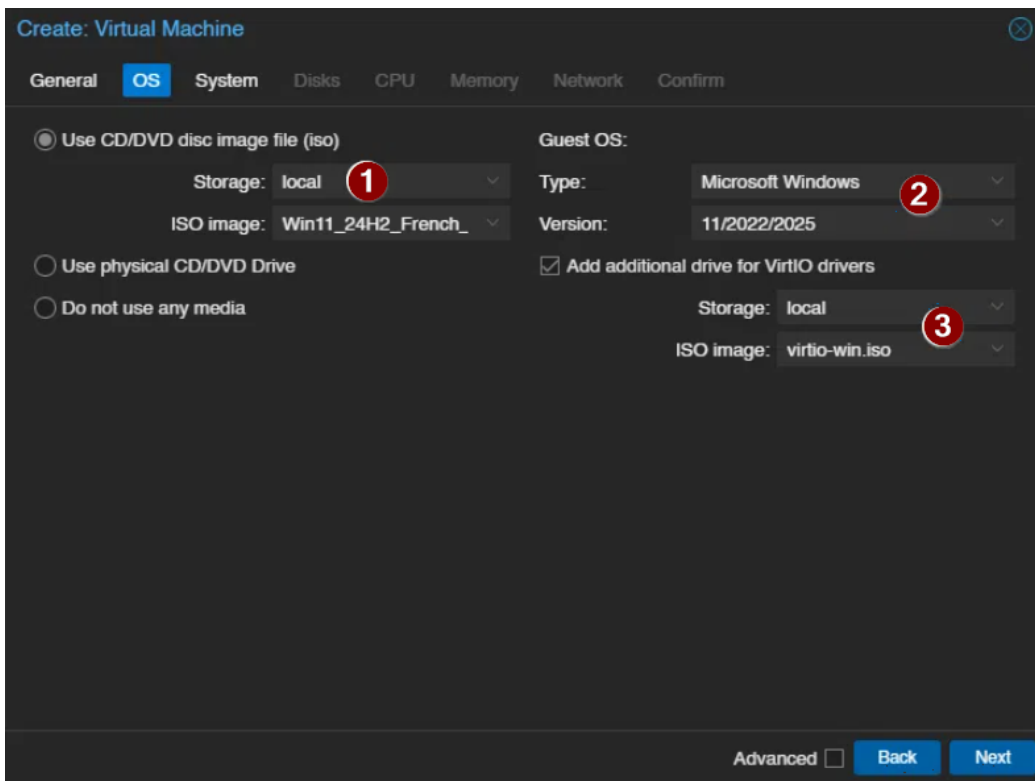 Create: Virtual Machine
General OS System Disks CPU Memory Network Confirm
Use CD/DVD disc image file (iso)
Storage: local 1
ISO image: Win11_24H2_French_
Use physical CD/DVD Drive
Do not use any media
Guest OS:
Type: Microsoft Windows 2
Version: 11/2022/2025
Add additional drive for VirtIO drivers
Storage: local 3
ISO image: virtio-win.iso
Advanced Back Next